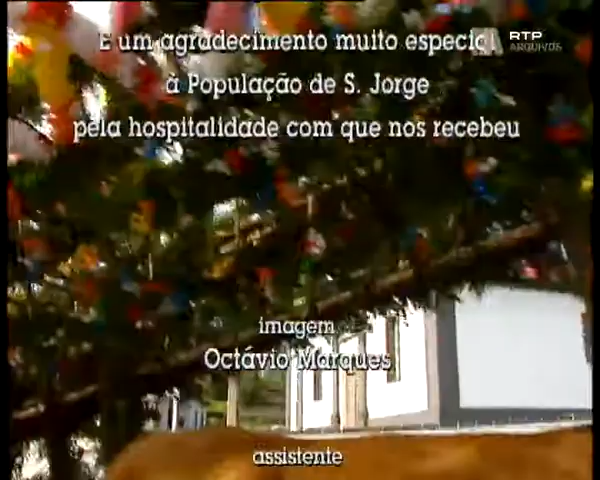 RTP
ARQUIVOS
E um agradecimento muito especial
à População de S. Jorge
pela hospitalidade com que nos recebeu
imagem
Octávio Marques
assistente